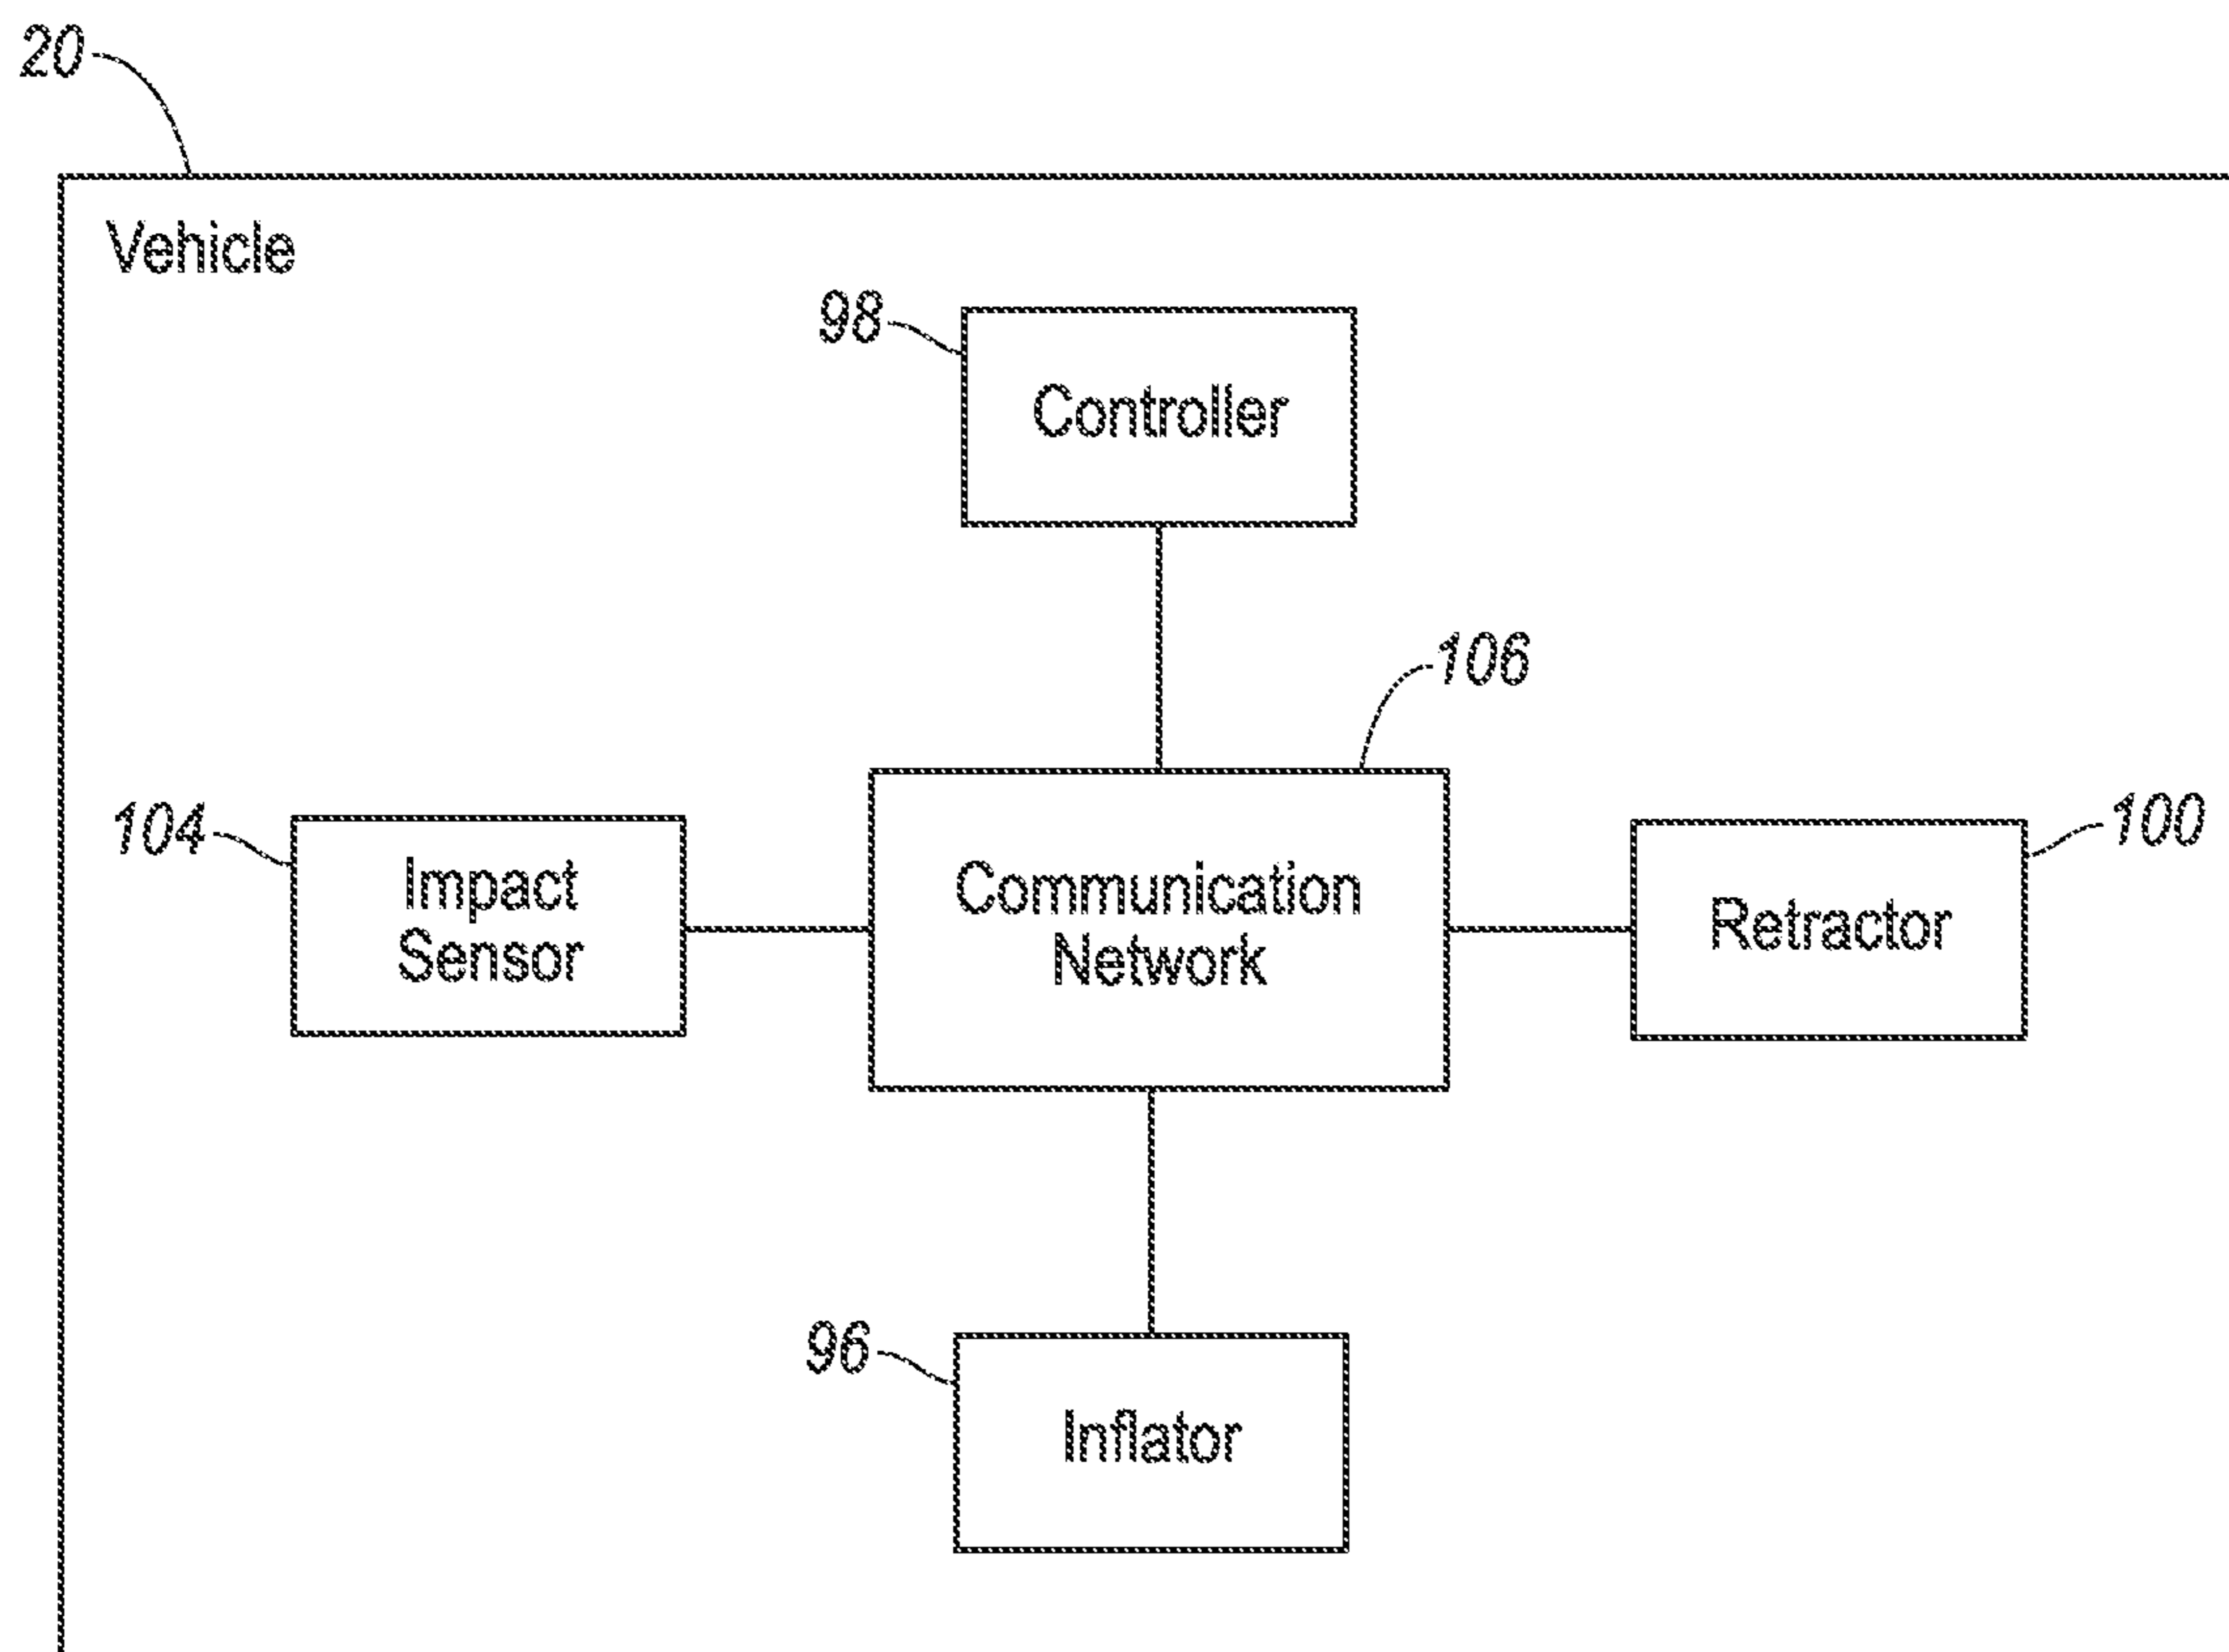 20
Vehicle
98
Controller
106
104
Impact
Sensor
Communication
Network
100
Retractor
96
Inflator